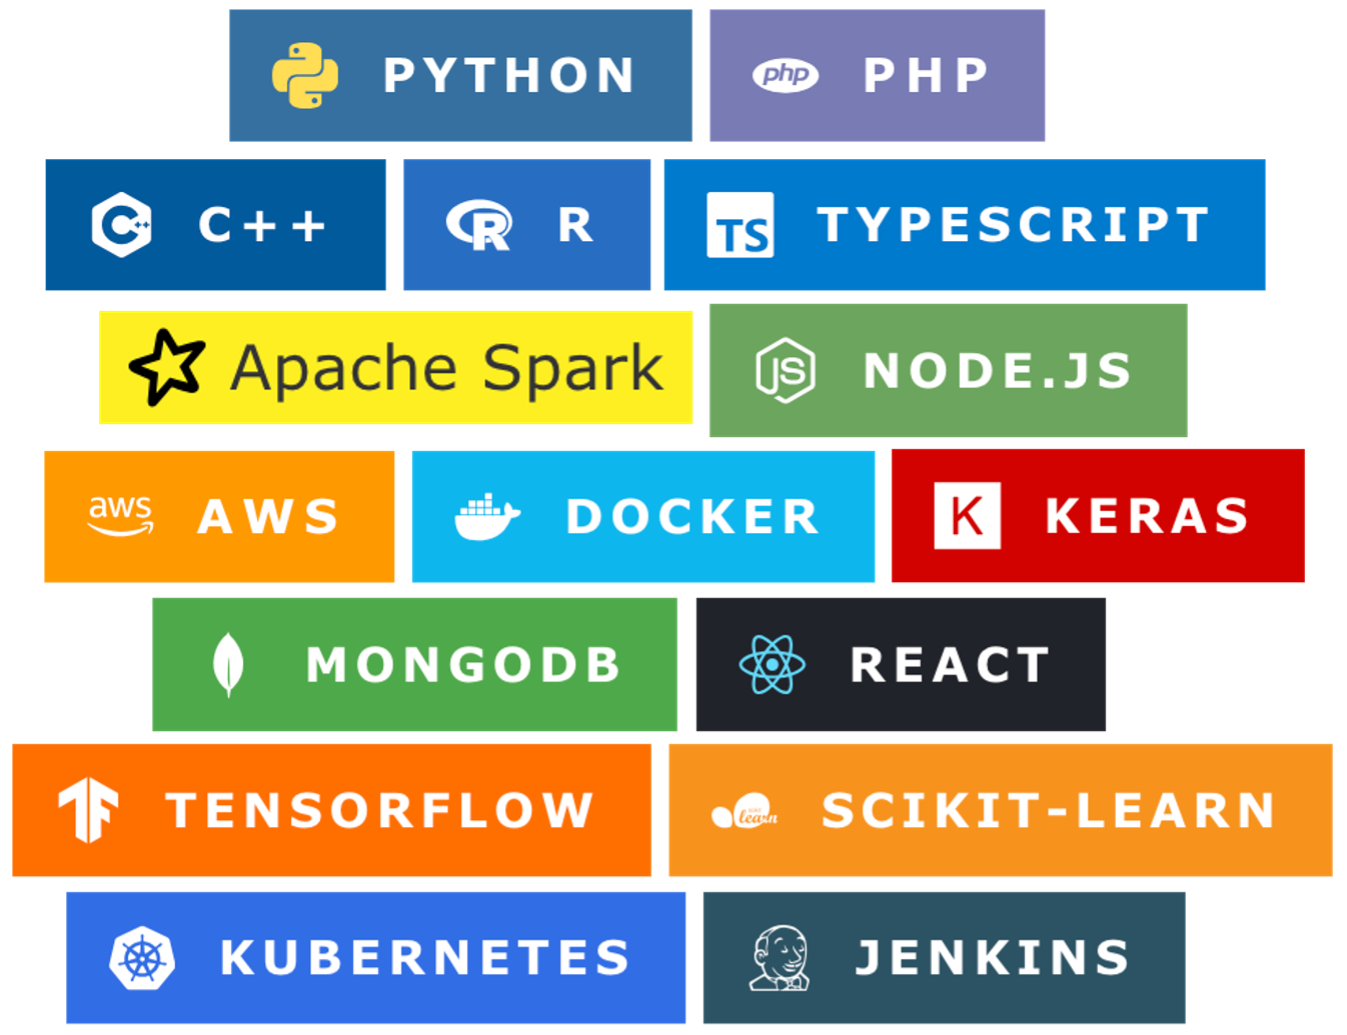 PYTHON php PHP
C++ C++ R R TS TYPESCRIPT
Apache Spark JS NODE.JS
aws AWS DOCKER K KERAS
MONGODB REACT
TF TENSORFLOW learn SCIKIT-LEARN
KUBERNETES JENKINS